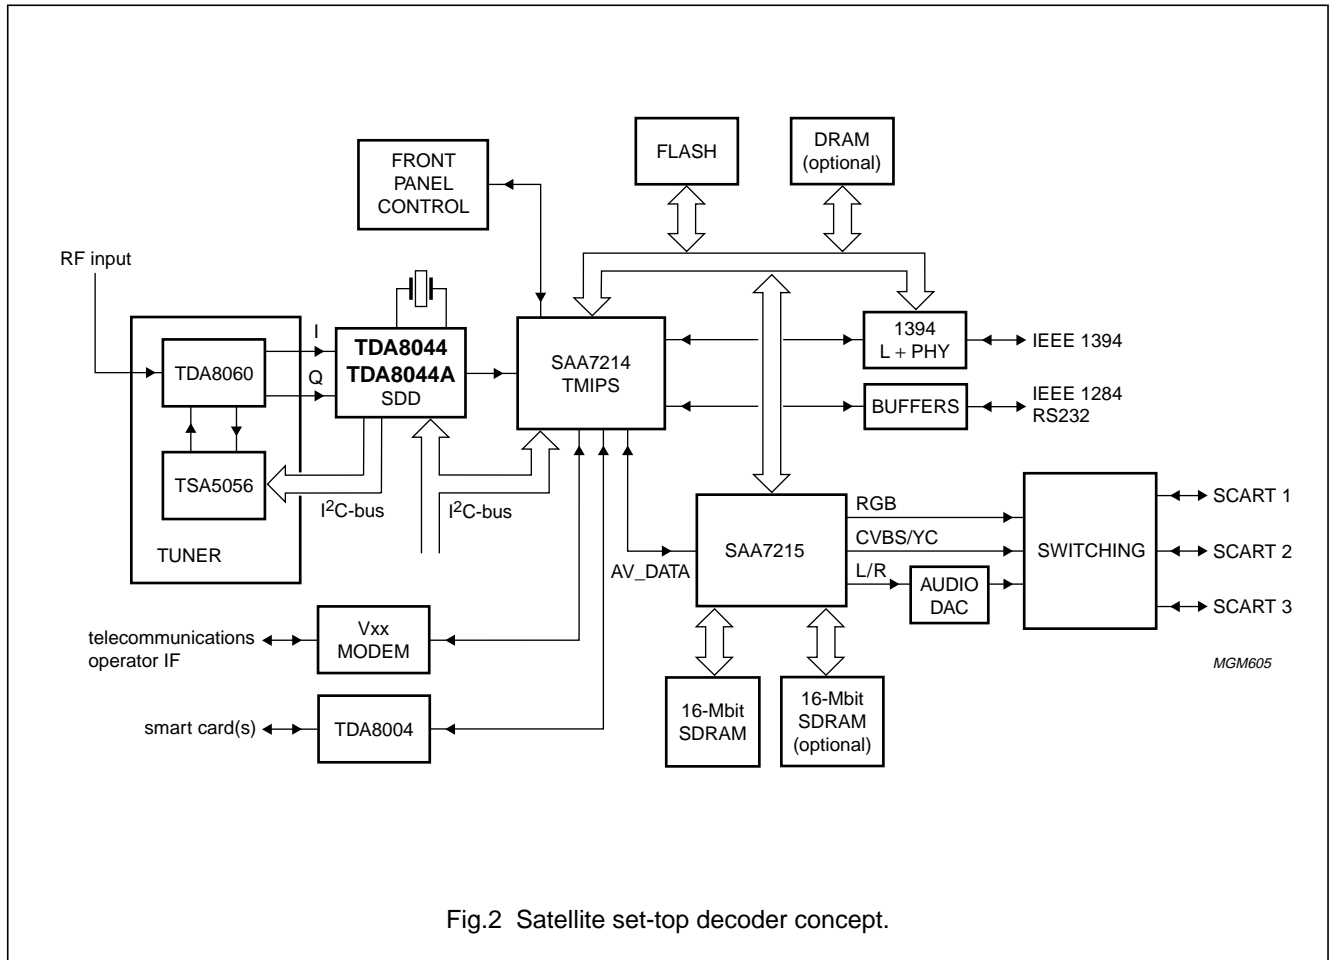 FRONT
PANEL
CONTROL
FLASH
DRAM
(optional)
RF input
I
Q
TDA8060
TSA5056
TUNER
TDA8044
TDA8044A
SDD
I2C-bus
I2C-bus
SAA7214
TMIPS
1394
L + PHY
IEEE 1394
BUFFERS
IEEE 1284
RS232
AV_DATA
SAA7215
RGB
CVBS/YC
L/R
AUDIO
DAC
SWITCHING
SCART 1
SCART 2
SCART 3
telecommunications
operator IF
Vxx
MODEM
smart card(s)
TDA8004
16-Mbit
SDRAM
16-Mbit
SDRAM
(optional)
MGM605
Fig.2 Satellite set-top decoder concept.